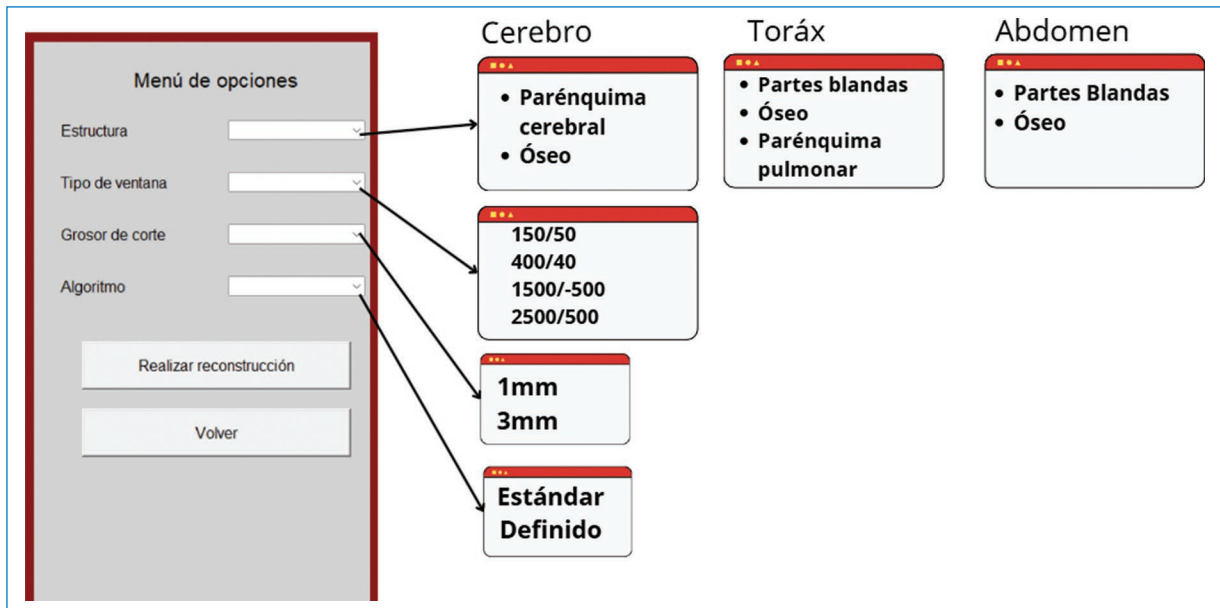 Menú de opciones
Estructura
Tipo de ventana
Grosor de corte
Algoritmo
Realizar reconstrucción
Volver
Cerebro
• Parénquima
cerebral
• Óseo
150/50
400/40
1500/-500
2500/500
1mm
3mm
Estándar
Definido
Toráx
• Partes blandas
• Óseo
• Parénquima
pulmonar
Abdomen
• Partes Blandas
• Óseo